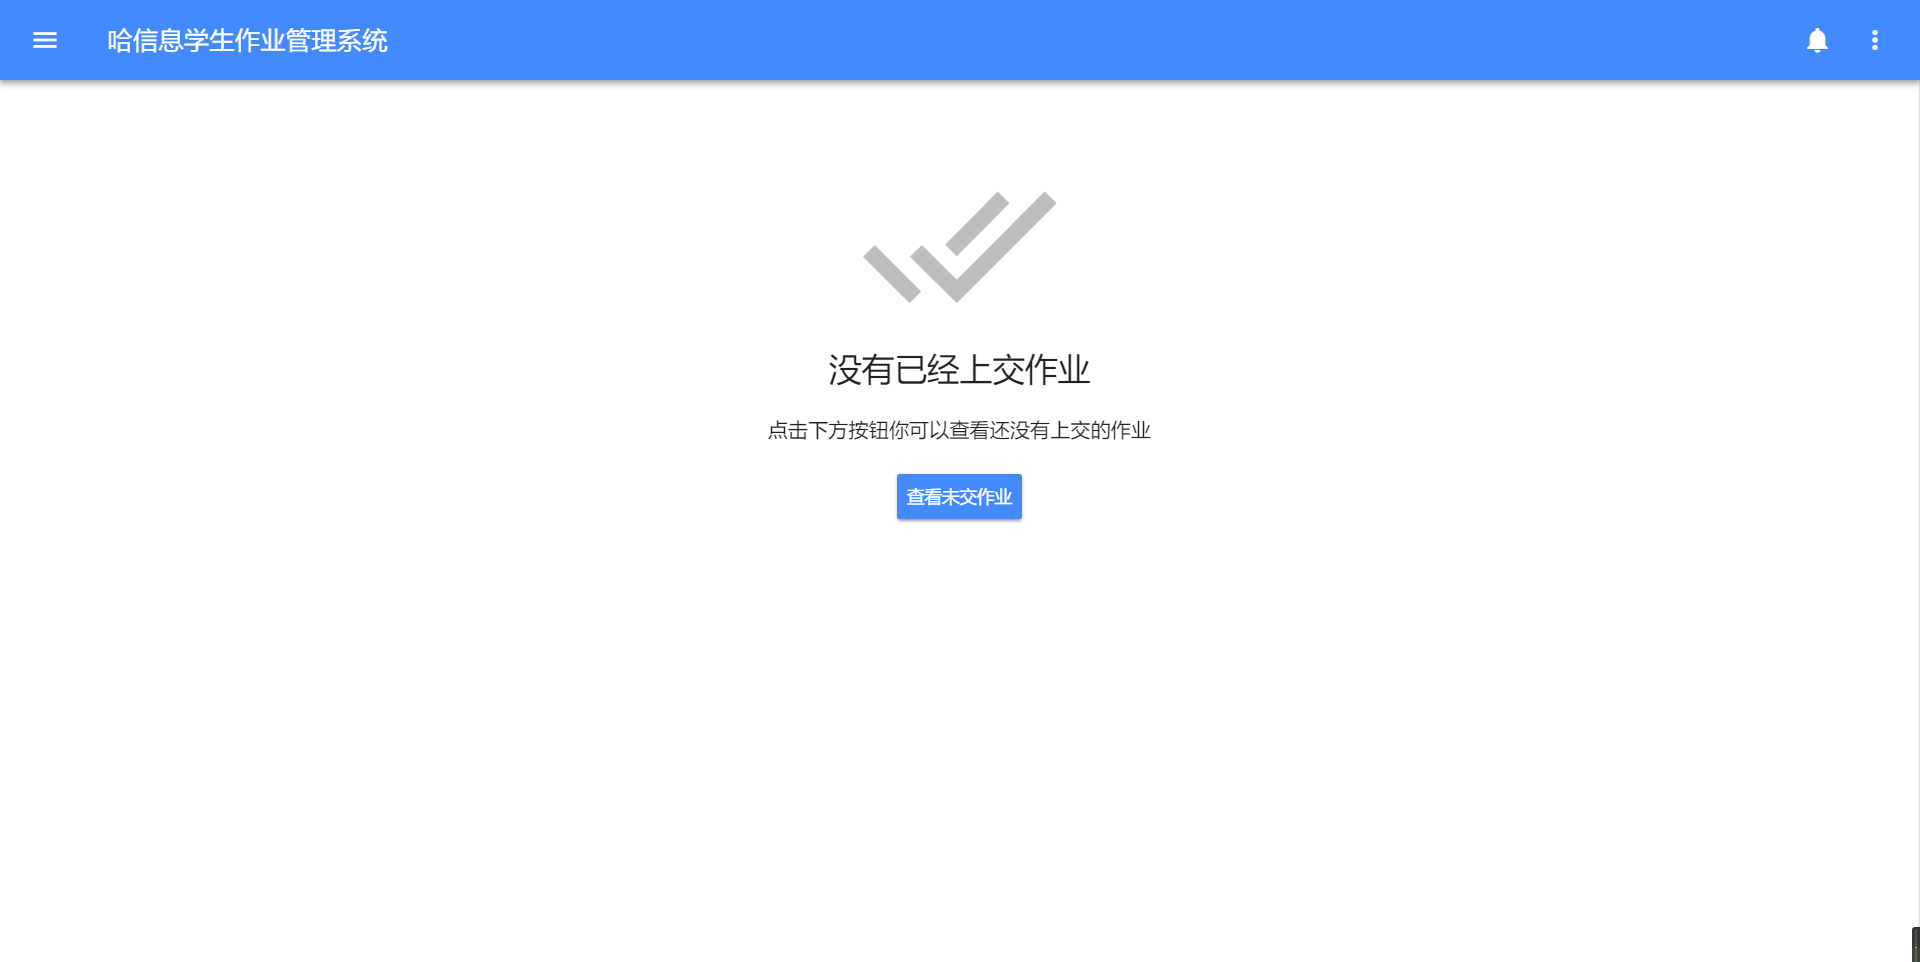 哈信息学生作业管理系统
没有已经上交作业
点击下方按钮你可以查看还没有上交的作业
查看未交作业